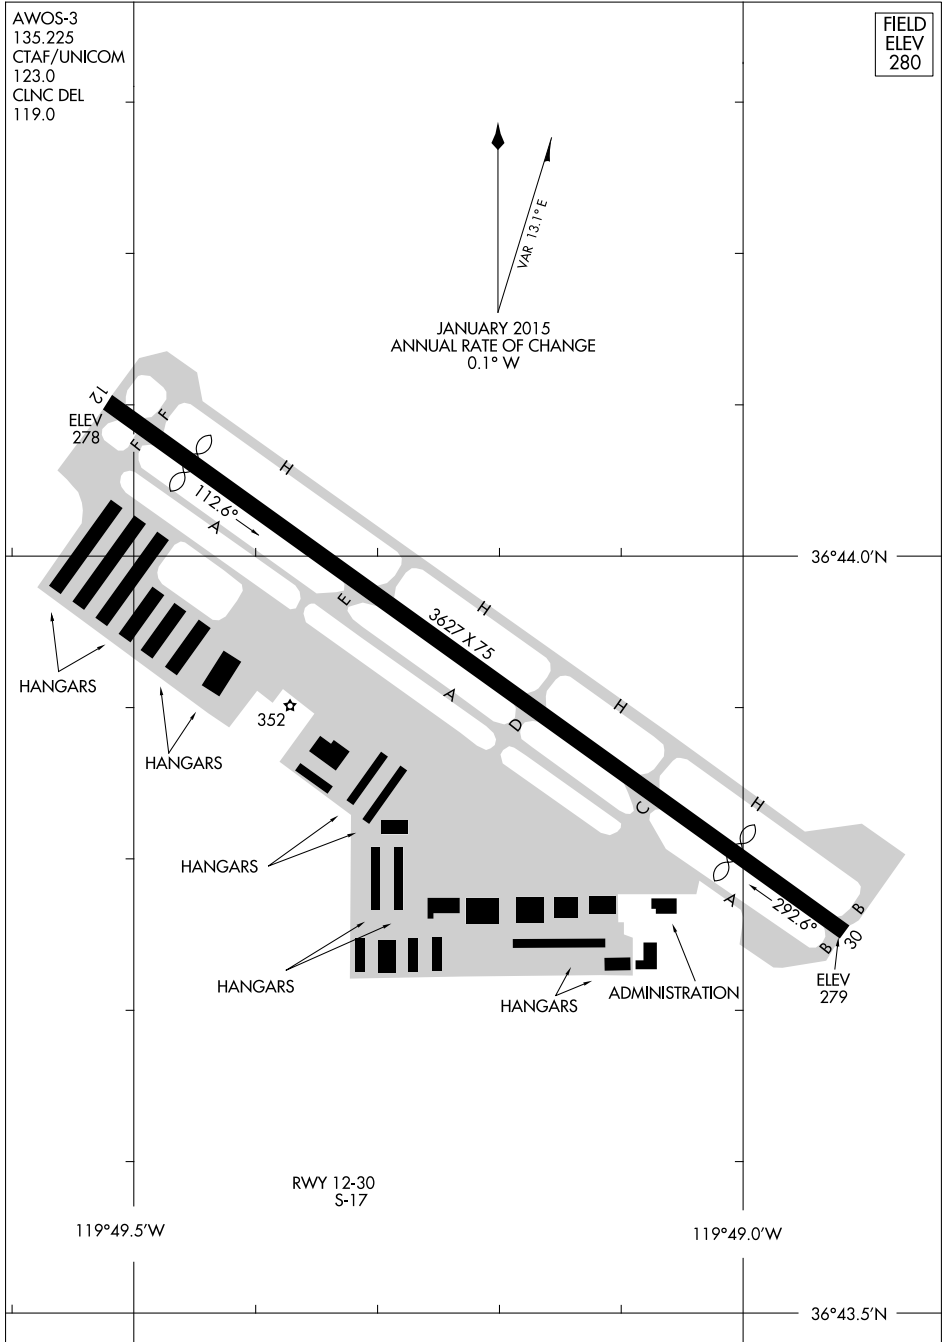 AWOS-3
135.225
CTAF/UNICOM
123.0
CLNC DEL
119.0
FIELD
ELEV
280
VAR 13.1° E
JANUARY 2015
ANNUAL RATE OF CHANGE
0.1° W
12
ELEV
278
F
F
H
112.6°
A
36°44.0'N
E
H
3627 X 75
HANGARS
A
H
352
D
HANGARS
C
H
HANGARS
A
292.6°
B
B
30
HANGARS
HANGARS
ADMINISTRATION
ELEV
279
RWY 12-30
S-17
119°49.5'W
119°49.0'W
36°43.5'N